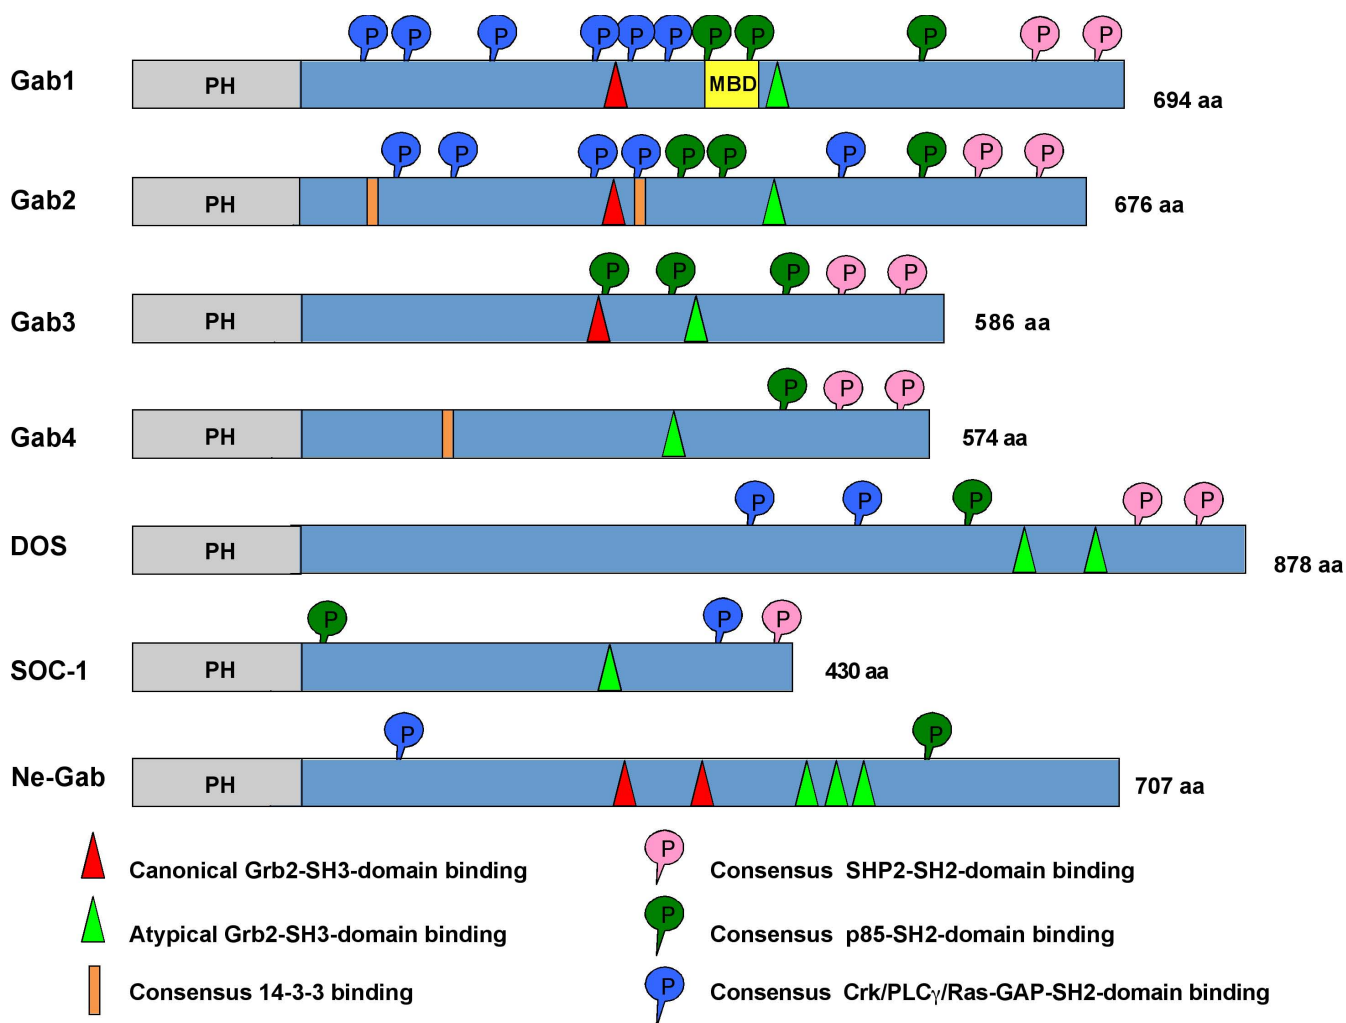 P P P P P P P P P P P
Gab1 PH MBD 694 aa
P P P P P P P P P P
Gab2 PH 676 aa
P P P P P
Gab3 PH 586 aa
P P P
Gab4 PH 574 aa
P P P P P
DOS PH 878 aa
P P P
SOC-1 PH 430 aa
P P
Ne-Gab PH 707 aa
Canonical Grb2-SH3-domain binding P Consensus SHP2-SH2-domain binding
Atypical Grb2-SH3-domain binding P Consensus p85-SH2-domain binding
Consensus 14-3-3 binding P Consensus Crk/PLCγ/Ras-GAP-SH2-domain binding